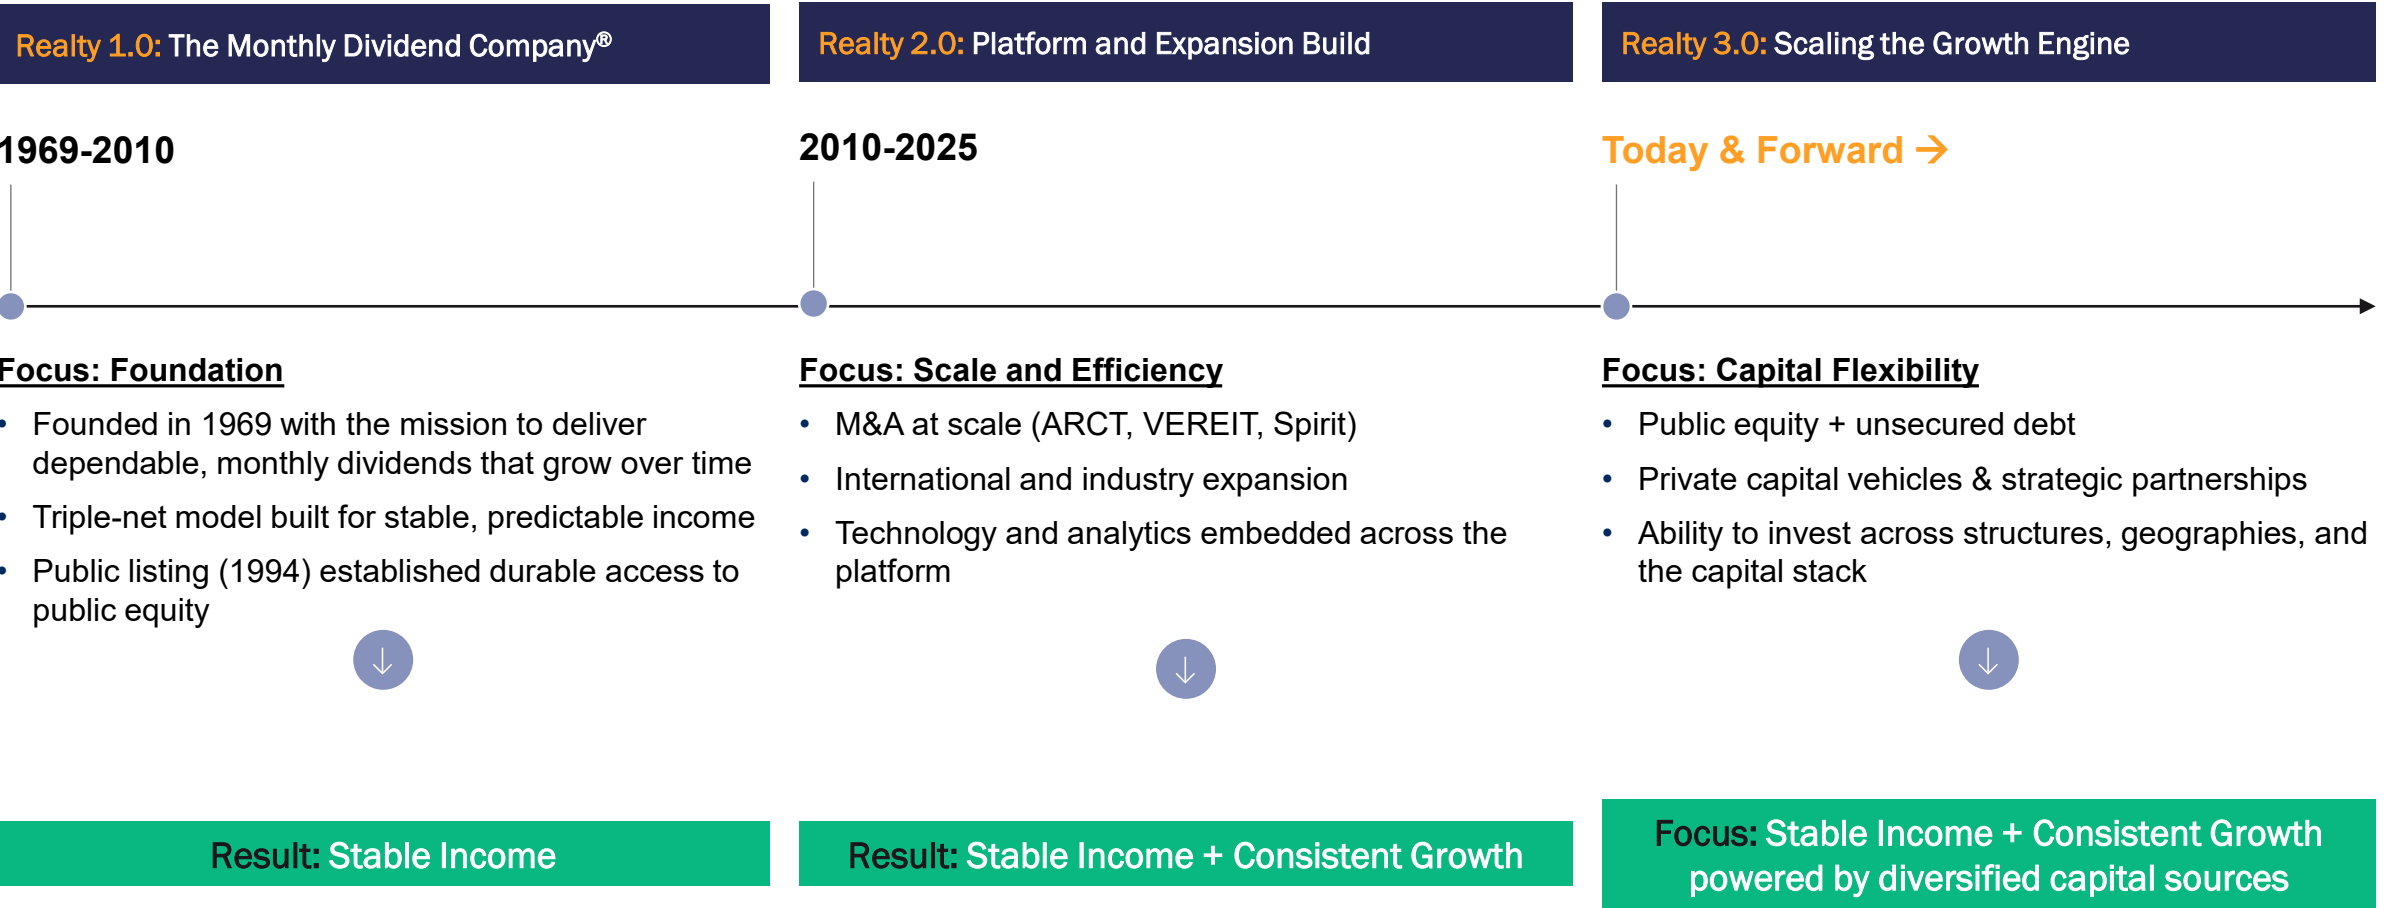 Realty 1.0: The Monthly Dividend Company®
1969-2010
Focus: Foundation
• Founded in 1969 with the mission to deliver
dependable, monthly dividends that grow over time
• Triple-net model built for stable, predictable income
• Public listing (1994) established durable access to
public equity
Result: Stable Income
Realty 2.0: Platform and Expansion Build
2010-2025
Focus: Scale and Efficiency
• M&A at scale (ARCT, VEREIT, Spirit)
• International and industry expansion
• Technology and analytics embedded across the
platform
Result: Stable Income + Consistent Growth
Realty 3.0: Scaling the Growth Engine
Today & Forward →
Focus: Capital Flexibility
• Public equity + unsecured debt
• Private capital vehicles & strategic partnerships
• Ability to invest across structures, geographies, and
the capital stack
Focus: Stable Income + Consistent Growth
powered by diversified capital sources